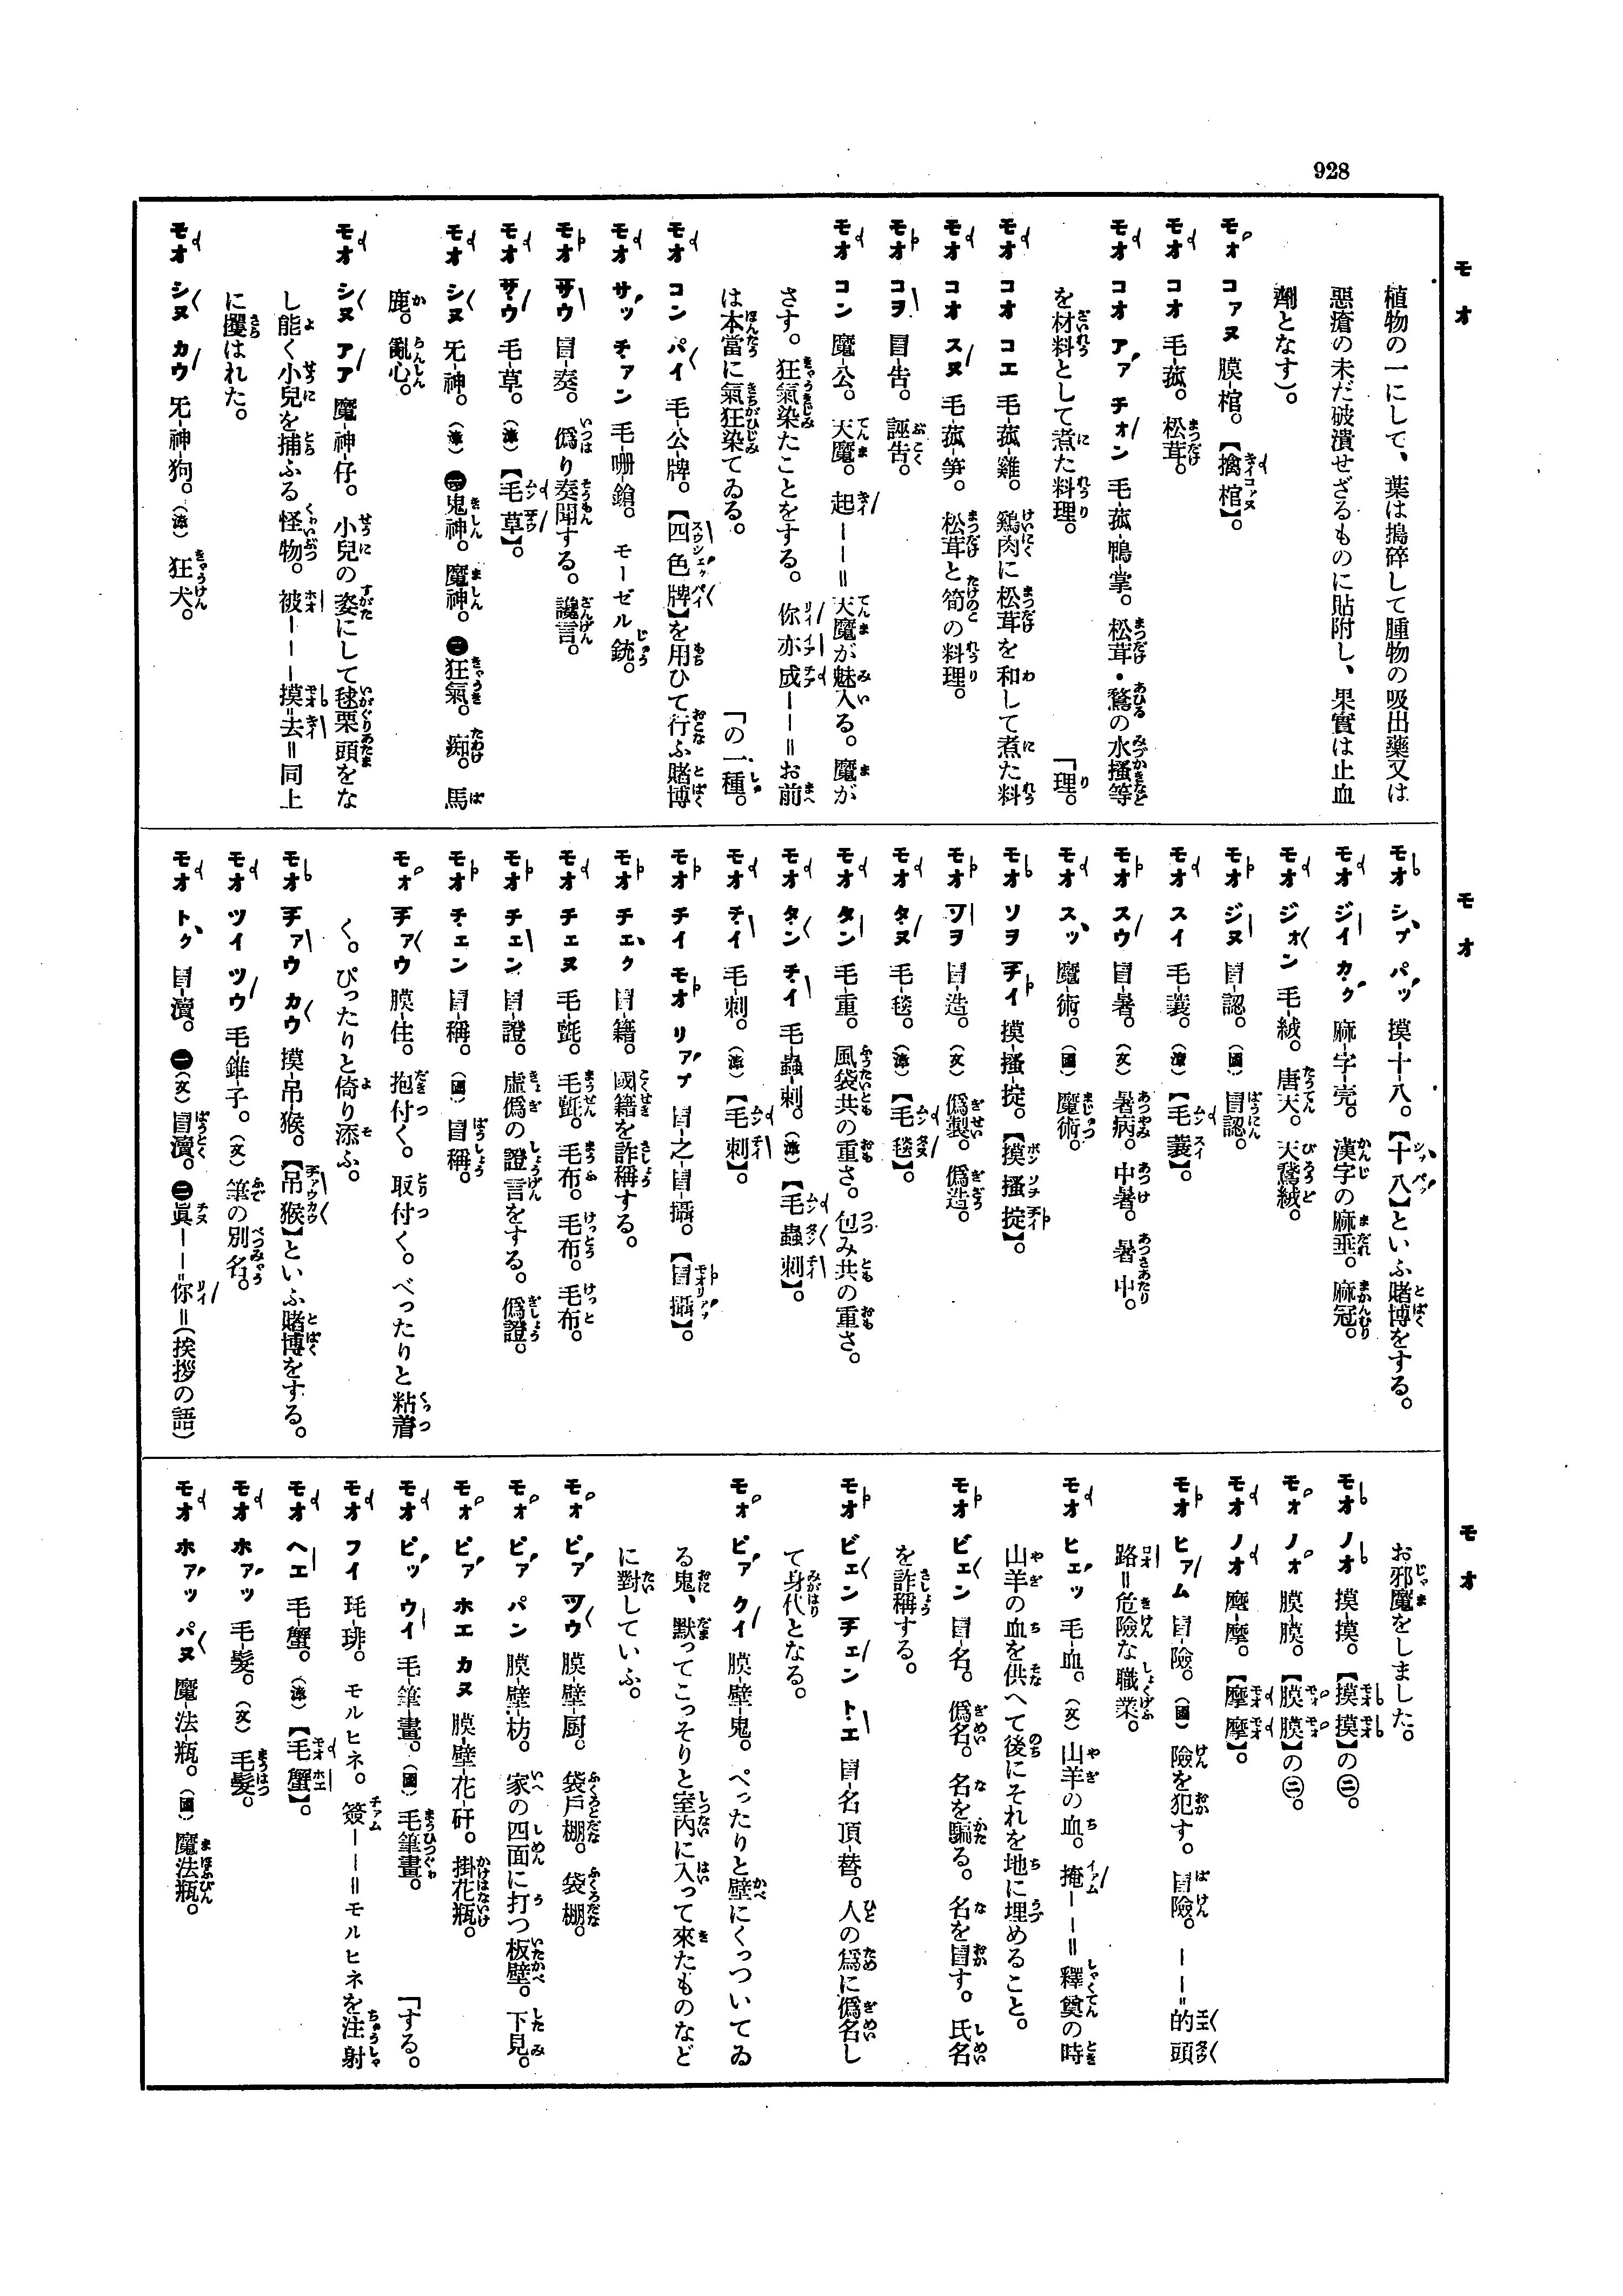 928
モオ
植物の一にして、葉は搗碎して腫物の吸出藥又は
惡瘡の未だ破潰せざるものに貼附し、果實は止血
劑となす)。
モォ コァヌ 膜-棺。【擒棺】。
モオ コオ 毛-菰。松茸。
モオ コオ アァ チォン 毛-菰-鴨-掌。松茸・鶩の水搔等
を材料として煮た料理。 「理。
モオ コオ コエ 毛-菰-雞。鷄肉に松茸を和して煮た料
モオ コオ スヌ 毛-菰-笋。松茸と筍の料理。
モオ コヲ 冒-告。誣告。
モオ コン 魔-公。天魔。起――=天魔が魅入る。魔が
さす。狂氣染たことをする。你亦成――=お前
は本當に氣狂染てゐる。 「の一種。
モオ コン パイ 毛-公-牌。【四色牌】を用ひて行ふ賭博
モオ サッ チァン 毛-𠕋-鎗。モーゼル銃。
モオ サウ 冒-奏。僞り奏聞する。讒言。
モオ サウ 毛-草。(漳)【毛草】。
モオ シヌ 旡-神。(漳)㊀鬼神。魔神。㊁狂氣。痴。馬
鹿。亂心。
モオ シヌ アア 魔-神-仔。小兒の姿にして毬栗頭をな
し能く小兒を捕ふる怪物。被―――摸=去=同上
に攫はれた。
モオ シヌ カウ 旡-神-狗。(漳)狂犬。
モオ
モオ シプ パッ 摸-十-八。【十八】といふ賭博をする。
モオ ジイ カク 麻-字-壳。漢字の麻垂。麻冠。
モオ ジォン 毛-絨。唐天。天鵞絨。
モオ ジヌ 冒-認。(國)冒認。
モオ スイ 毛-蓑。(漳)【毛蓑】。
モオ スウ 冒-暑。(文)暑病。中暑。暑中。
モオ スッ 魔-術。(國)魔術。
モオ ソヲ チイ 摸-搔-掟。【摸搔掟】。
モオ ゾヲ 冒-造。(文)僞製。僞造。
モオ タヌ 毛-毯。(漳)【毛毯】。
モオ タン 毛-重。風袋共の重さ。包み共の重さ。
モオ タン チイ 毛-蟲-刺。(漳)【毛蟲刺】。
モオ チイ 毛-刺。(漳)【毛刺】。
モオ チイ モオ リァプ 冒-之-冒-攝。【冒攝】。
モオ チェク 冒-籍。國籍を詐稱する。
モオ チェヌ 毛-氈。毛氈。毛布。毛布。毛布。
モオ チェン 冒-證。虛僞の證言をする。僞證。
モオ チェン 冒-稱。(國)冒稱。
モォ チァウ 膜-住。抱付く。取付く。べったりと粘着
く。ぴったりと倚り添ふ。
モオ チァウ カウ 摸-吊-猴。【吊猴】といふ賭博をする。
モオ ツイ ツウ 毛-錐-子。(文)筆の別名。
モオ トク 冒-瀆。㊀(文)冒瀆。㊁眞――=你=(挨拶の語)
モオ
お邪魔をしました。
モオ ノオ 摸-摸。【摸摸】の㊁。
モォ ノォ 膜-膜。【膜膜】の㊁。
モオ ノオ 麿-摩。【摩摩】。
モオ ヒァム 冒-險。(國)險を犯す。冒險。――=的頭
路=危險な職業。
モオ ヒェッ 毛-血。(文)山羊の血。掩――=釋奠の時
山羊の血を供へて後にそれを地に埋めること。
モオ ビェン 冒-名。僞名。名を騙る。名を冒す。氏名
を詐稱する。
モオ ビェン チェン トエ 冒-名頂-替。人の爲に僞名し
て身代となる。
モォ ピァ クイ 膜-壁-鬼。ぺったりと壁にくっついてゐ
る鬼、默ってこっそりと室內に入って來たものなど
に對していふ。
モォ ピァ ツウ 膜-壁-厨。袋戶棚。袋棚。
モォ ピァ パン 膜-壁-枋。家の四面に打つ板壁。下見。
モォ ピァ ホエ カヌ 膜-壁-花-矸。掛花瓶。
モオ ピッ ウイ 毛-筆-畫。(國)毛筆畫。 「する。
モオ フイ 玤-琲。モルヒネ。簽――=モルヒネを注射
モオ ヘエ 毛-蟹。(漳)【毛蟹】。
モオ ホァッ 毛-髮。(文)毛髮。
モオ ホァッ パヌ 魔-法-瓶。(國)魔法瓶。